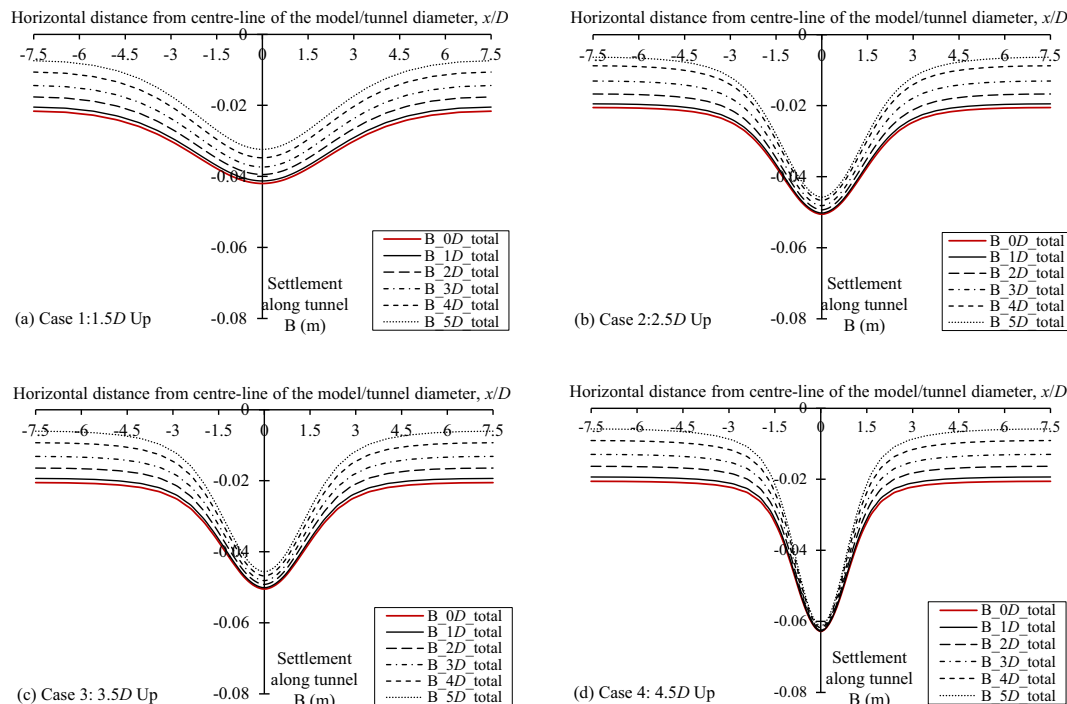 Horizontal distance from centre-line of the model/tunnel diameter, x/D
0
-7.5 -6 -4.5 -3 -1.5 0 1.5 3 4.5 6 7.5
-0.02
-0.04
-0.06
-0.08
Settlement
along tunnel
B (m)
B_0D_total
B_1D_total
B_2D_total
B_3D_total
B_4D_total
B_5D_total
(a) Case 1:1.5D Up
Horizontal distance from centre-line of the model/tunnel diameter, x/D
0
-7.5 -6 -4.5 -3 -1.5 0 1.5 3 4.5 6 7.5
-0.02
-0.04
-0.06
-0.08
Settlement
along tunnel
B (m)
B_0D_total
B_1D_total
B_2D_total
B_3D_total
B_4D_total
B_5D_total
(b) Case 2:2.5D Up
Horizontal distance from centre-line of the model/tunnel diameter, x/D
0
-7.5 -6 -4.5 -3 -1.5 0 1.5 3 4.5 6 7.5
-0.02
-0.04
-0.06
-0.08
Settlement
along tunnel
B (m)
B_0D_total
B_1D_total
B_2D_total
B_3D_total
B_4D_total
B_5D_total
(c) Case 3: 3.5D Up
Horizontal distance from centre-line of the model/tunnel diameter, x/D
0
-7.5 -6 -4.5 -3 -1.5 0 1.5 3 4.5 6 7.5
-0.02
-0.04
-0.06
-0.08
Settlement
along tunnel
B (m)
B_0D_total
B_1D_total
B_2D_total
B_3D_total
B_4D_total
B_5D_total
(d) Case 4: 4.5D Up